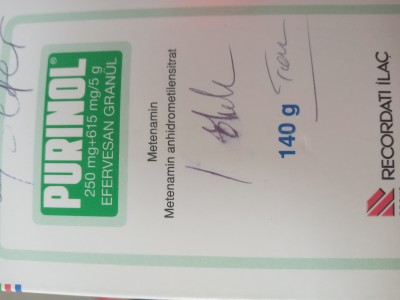 PURINOL®
250 mg+615 mg/5 g
EFERVESAN GRANÜL
Metenamin
Metenamin anhidrometilensitrat
140 g
RECORDATI İLAÇ